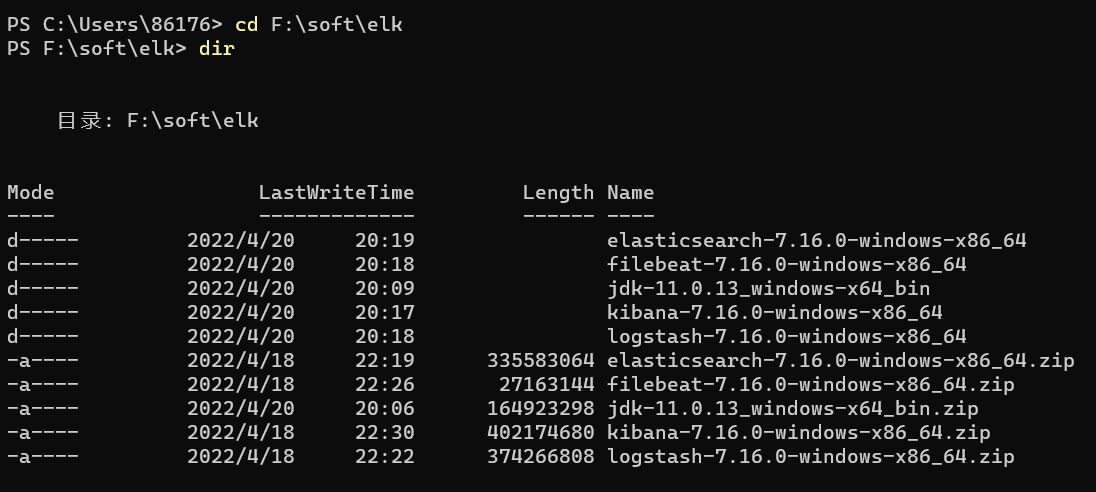 PS C:\Users\86176> cd F:\soft\elk
PS F:\soft\elk> dir
目录: F:\soft\elk
Mode LastWriteTime Length Name
---- ------------- ------ ----
d----- 2022/4/20 20:19 elasticsearch-7.16.0-windows-x86_64
d----- 2022/4/20 20:18 filebeat-7.16.0-windows-x86_64
d----- 2022/4/20 20:09 jdk-11.0.13_windows-x64_bin
d----- 2022/4/20 20:17 kibana-7.16.0-windows-x86_64
d----- 2022/4/20 20:18 logstash-7.16.0-windows-x86_64
-a---- 2022/4/18 22:19 335583064 elasticsearch-7.16.0-windows-x86_64.zip
-a---- 2022/4/18 22:26 27163144 filebeat-7.16.0-windows-x86_64.zip
-a---- 2022/4/20 20:06 164923298 jdk-11.0.13_windows-x64_bin.zip
-a---- 2022/4/18 22:30 402174680 kibana-7.16.0-windows-x86_64.zip
-a---- 2022/4/18 22:22 374266808 logstash-7.16.0-windows-x86_64.zip